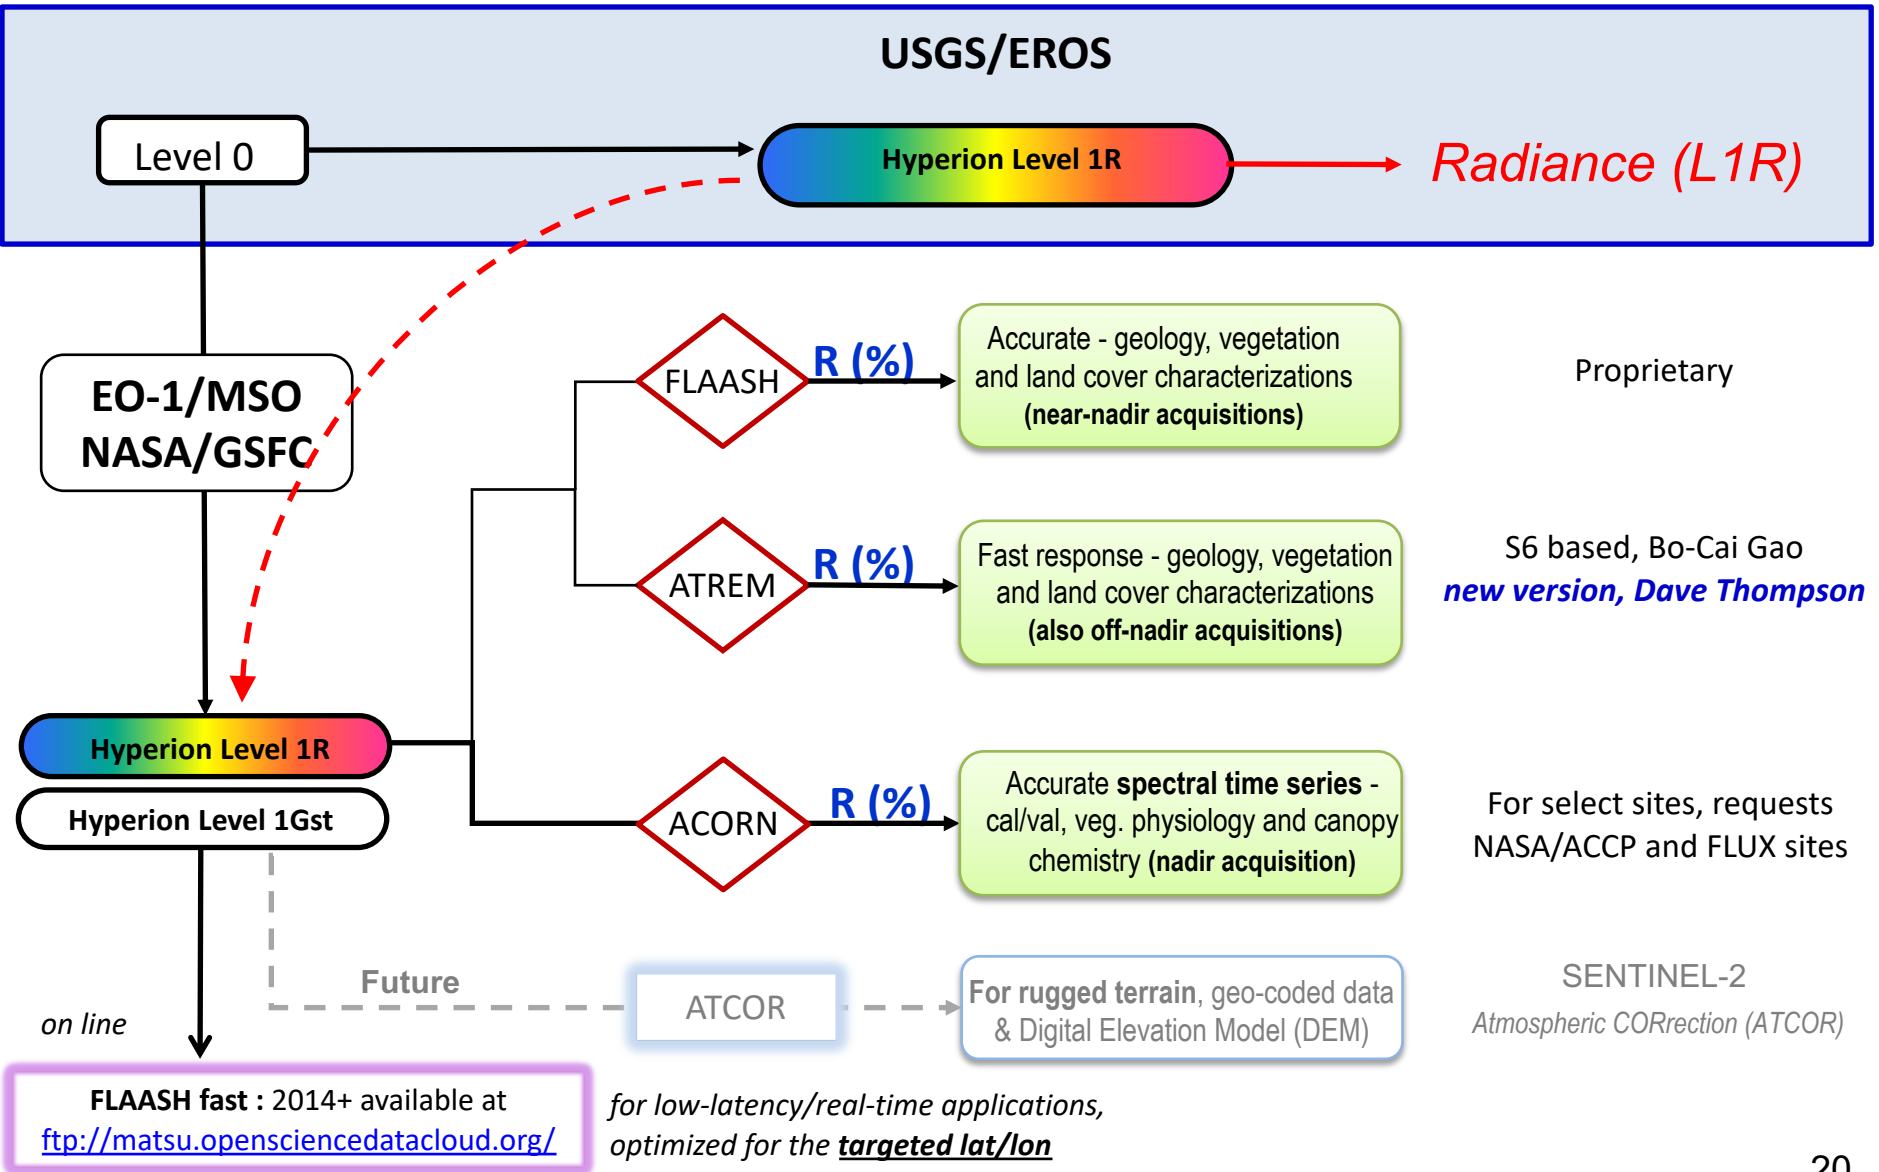 USGS/EROS
Level 0
Hyperion Level 1R
Radiance (L1R)
EO-1/MSO
NASA/GSFC
FLAASH
R (%)
Accurate - geology, vegetation
and land cover characterizations
(near-nadir acquisitions)
Proprietary
ATREM
R (%)
Fast response - geology, vegetation
and land cover characterizations
(also off-nadir acquisitions)
S6 based, Bo-Cai Gao
new version, Dave Thompson
Hyperion Level 1R
Hyperion Level 1Gst
ACORN
R (%)
Accurate spectral time series -
cal/val, veg. physiology and canopy
chemistry (nadir acquisition)
For select sites, requests
NASA/ACCP and FLUX sites
Future
ATCOR
For rugged terrain, geo-coded data
& Digital Elevation Model (DEM)
SENTINEL-2
Atmospheric CORrection (ATCOR)
on line
FLAASH fast : 2014+ available at
ftp://matsu.opensciencedatacloud.org/
for low-latency/real-time applications,
optimized for the targeted lat/lon
20